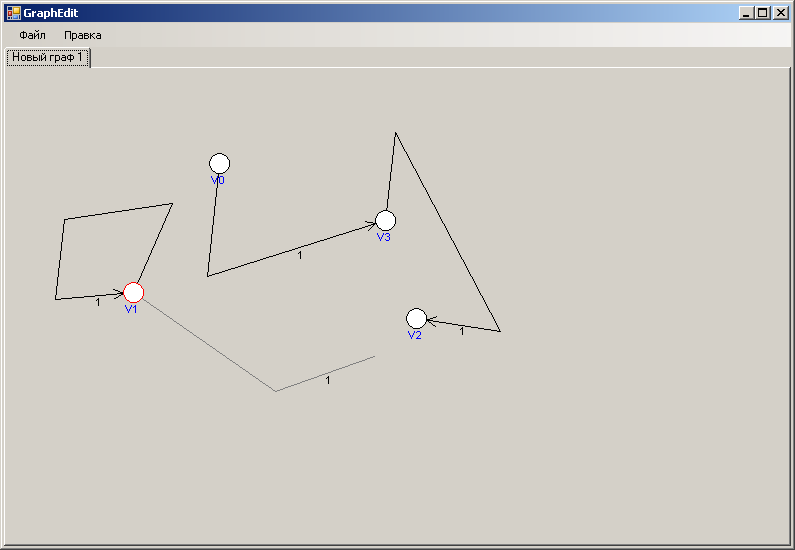 GraphEdit
Файл Правка
Новый граф 1
V0
V3
1
V1
1
V2
1
1